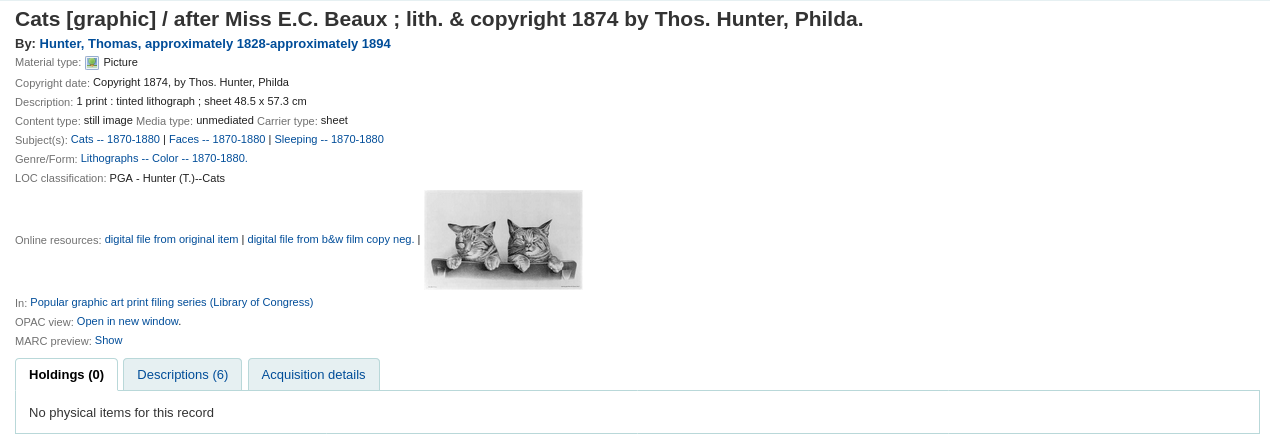 Cats [graphic] / after Miss E.C. Beaux ; lith. & copyright 1874 by Thos. Hunter, Philda.
By: Hunter, Thomas, approximately 1828-approximately 1894
Material type: Picture
Copyright date: Copyright 1874, by Thos. Hunter, Philda
Description: 1 print : tinted lithograph ; sheet 48.5 x 57.3 cm
Content type: still image Media type: unmediated Carrier type: sheet
Subject(s): Cats -- 1870-1880 | Faces -- 1870-1880 | Sleeping -- 1870-1880
Genre/Form: Lithographs -- Color -- 1870-1880.
LOC classification: PGA - Hunter (T.)--Cats
Online resources: digital file from original item | digital file from b&w film copy neg. |
In: Popular graphic art print filing series (Library of Congress)
OPAC view: Open in new window.
MARC preview: Show
Holdings (0) Descriptions (6) Acquisition details
No physical items for this record